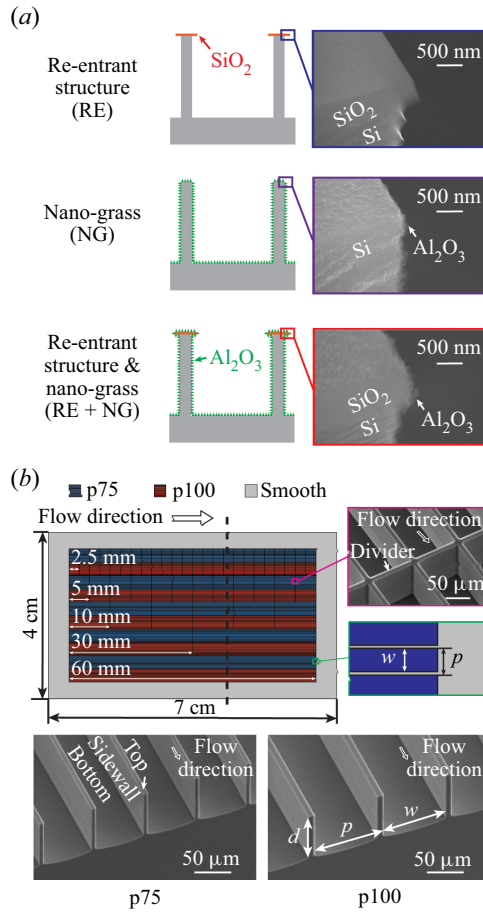 (a)
Re-entrant
structure
(RE)
SiO2
500 nm
SiO2
Si
Nano-grass
(NG)
500 nm
Si
Al2O3
Re-entrant
structure &
nano-grass
(RE + NG)
Al2O3
500 nm
SiO2
Si
Al2O3
(b)
p75
p100
Smooth
Flow direction
2.5 mm
5 mm
10 mm
30 mm
60 mm
4 cm
7 cm
Flow direction
Divider
50 μm
w
p
Top
Sidewall
Bottom
Flow
direction
50 μm
p75
Flow
direction
d
p
w
50 μm
p100